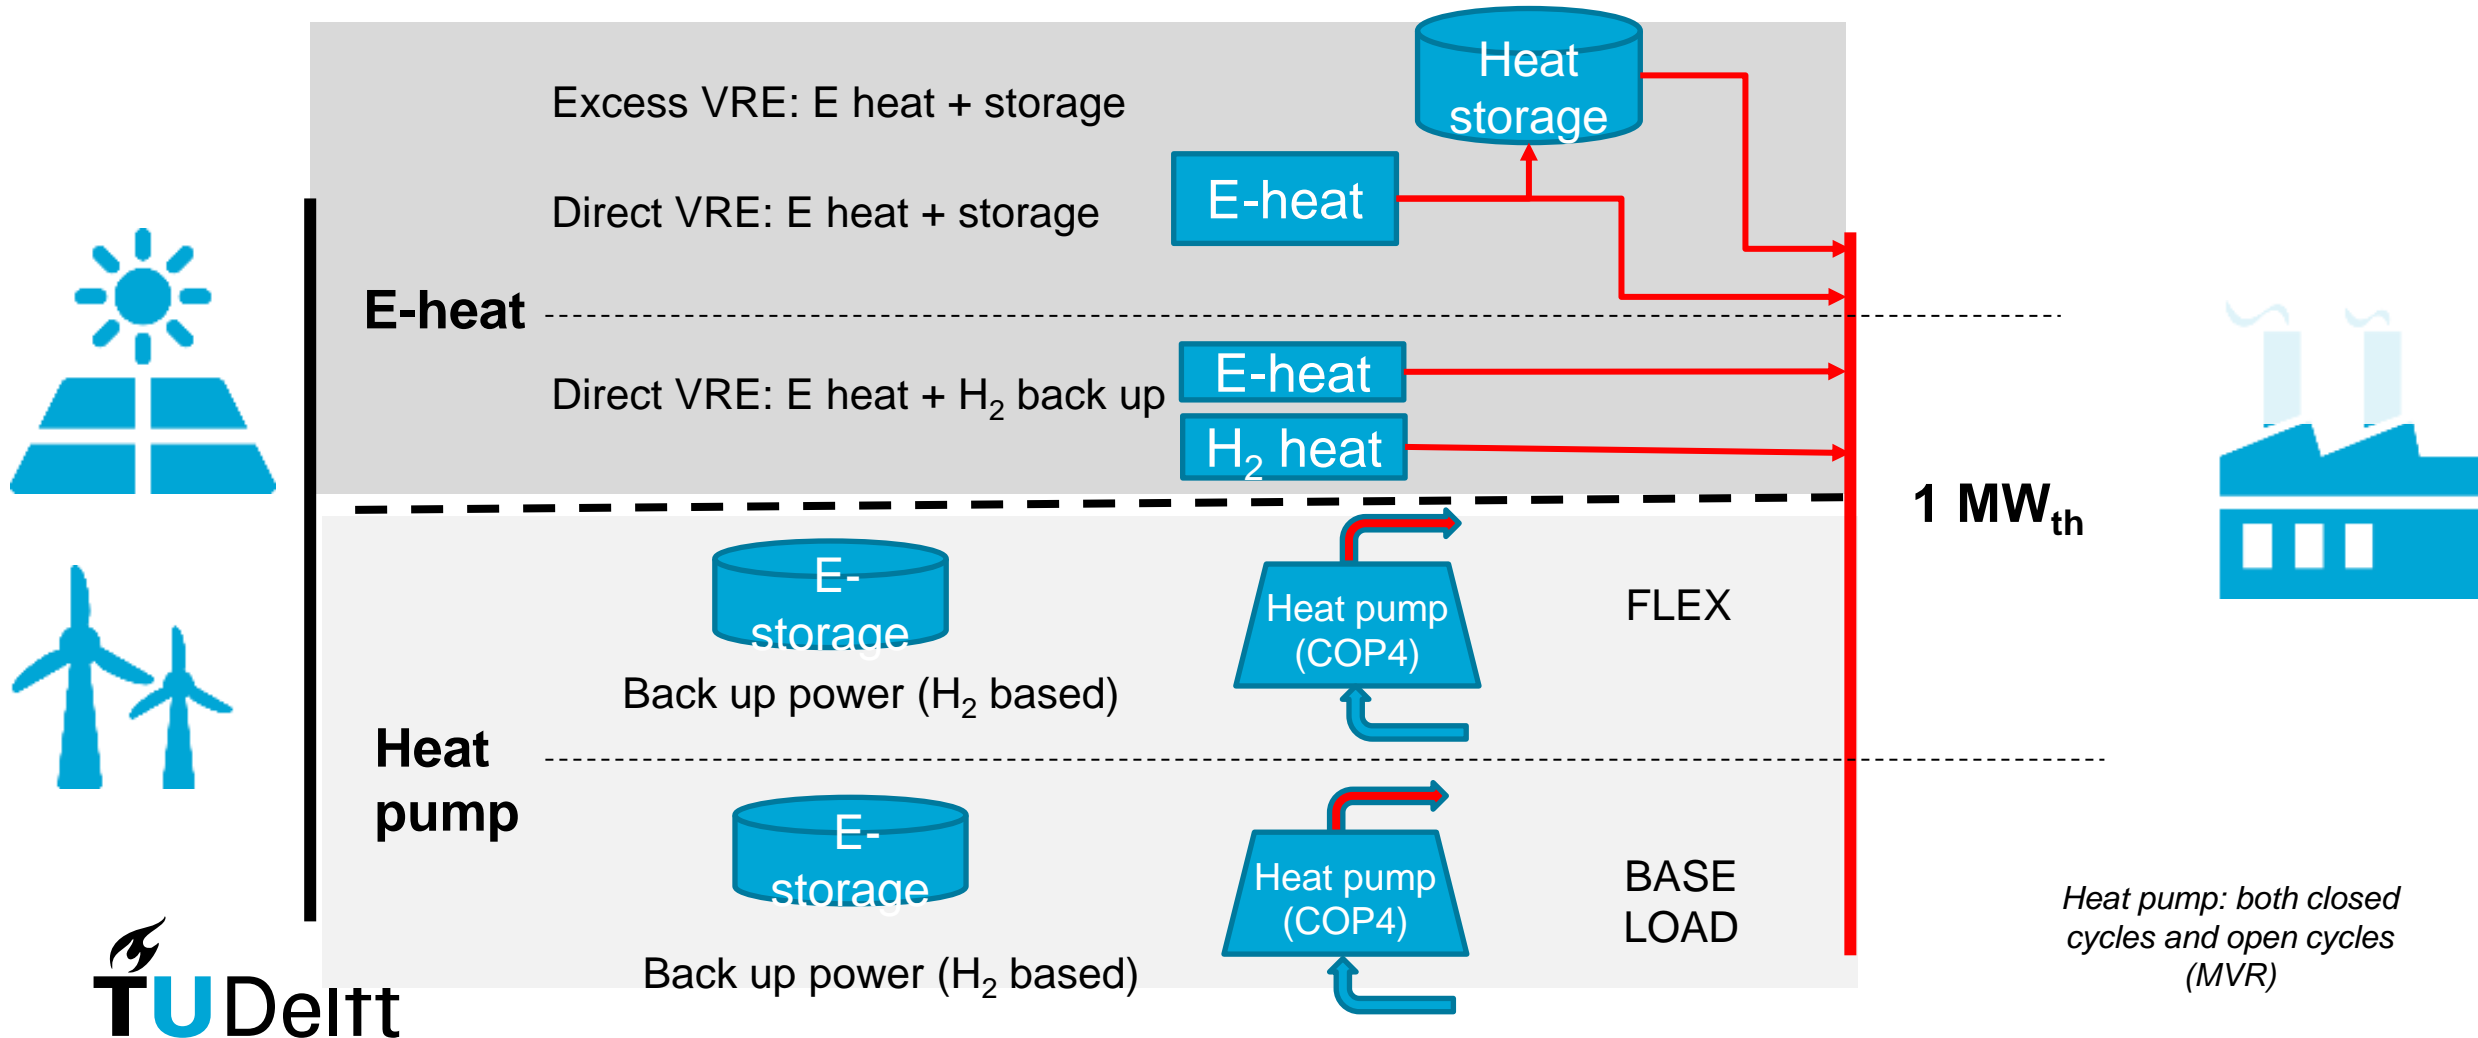 Heat
storage
Excess VRE: E heat + storage
E-heat
Direct VRE: E heat + storage
E-heat
E-heat
Direct VRE: E heat + H₂ back up
H₂ heat
1 MWth
E-
storage
Heat pump
(COP4)
FLEX
Back up power (H₂ based)
Heat
pump
E-
storage
Heat pump
(COP4)
BASE
LOAD
Back up power (H₂ based)
Heat pump: both closed
cycles and open cycles
(MVR)
TUDelft